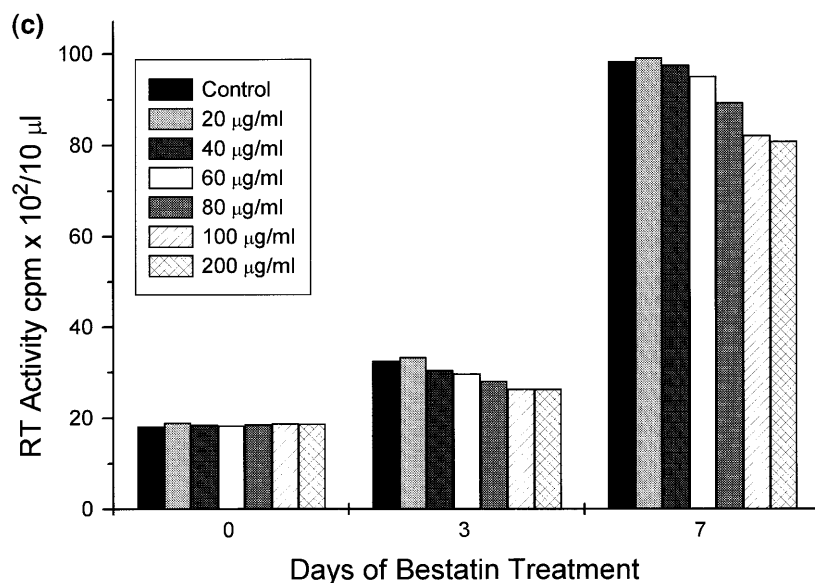 (c)
Control
20 μg/ml
40 μg/ml
60 μg/ml
80 μg/ml
100 μg/ml
200 μg/ml
RT Activity cpm x 10²/10 μl
100
80
60
40
20
0
0
3
7
Days of Bestatin Treatment